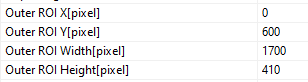 Outer ROI X[pixel] 0
Outer ROI Y[pixel] 600
Outer ROI Width[pixel] 1700
Outer ROI Height[pixel] 410